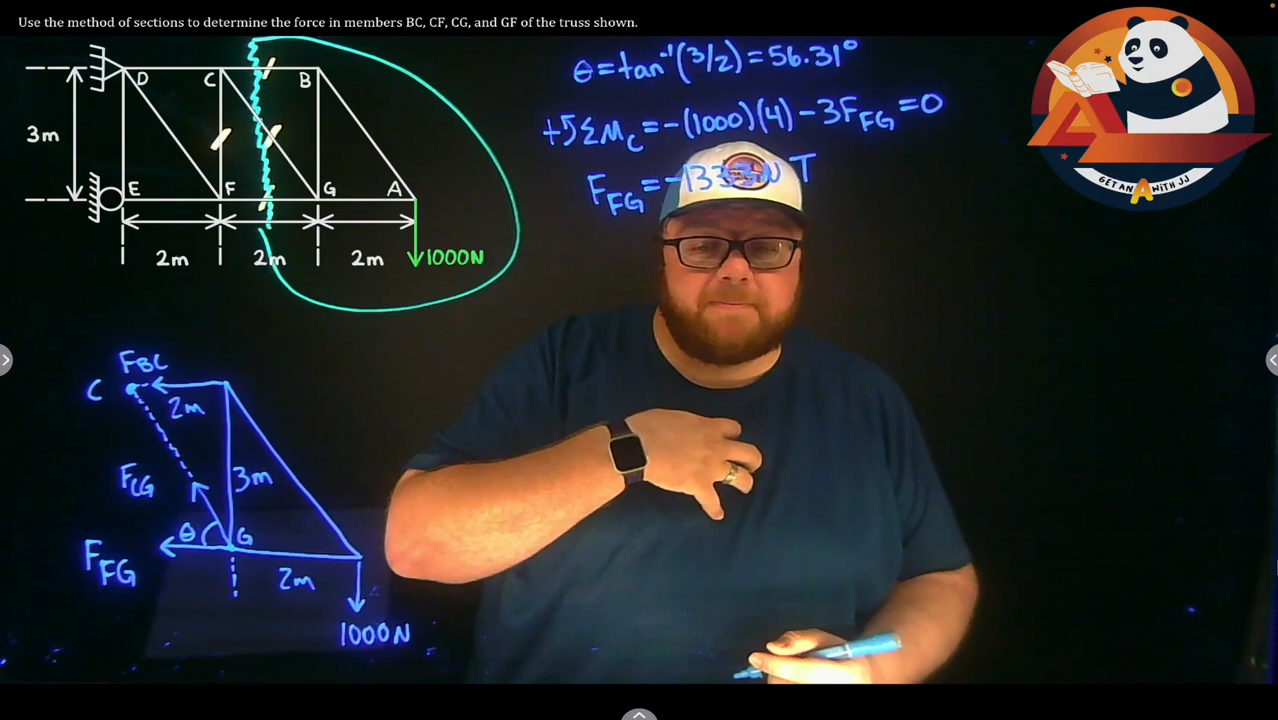 Use the method of sections to determine the force in members BC, CF, CG, and GF of the truss shown.
D C B
3m
E F G A
2m 2m 2m
1000N
θ = tan⁻¹(3/2) = 56.31°
+↺ΣM_C = -(1000)(4) - 3F_FG = 0
F_FG = -1333N T
GET AN A WITH JJ
F_BC
C
2m
F_CG
3m
θ G
F_FG
2m
1000N